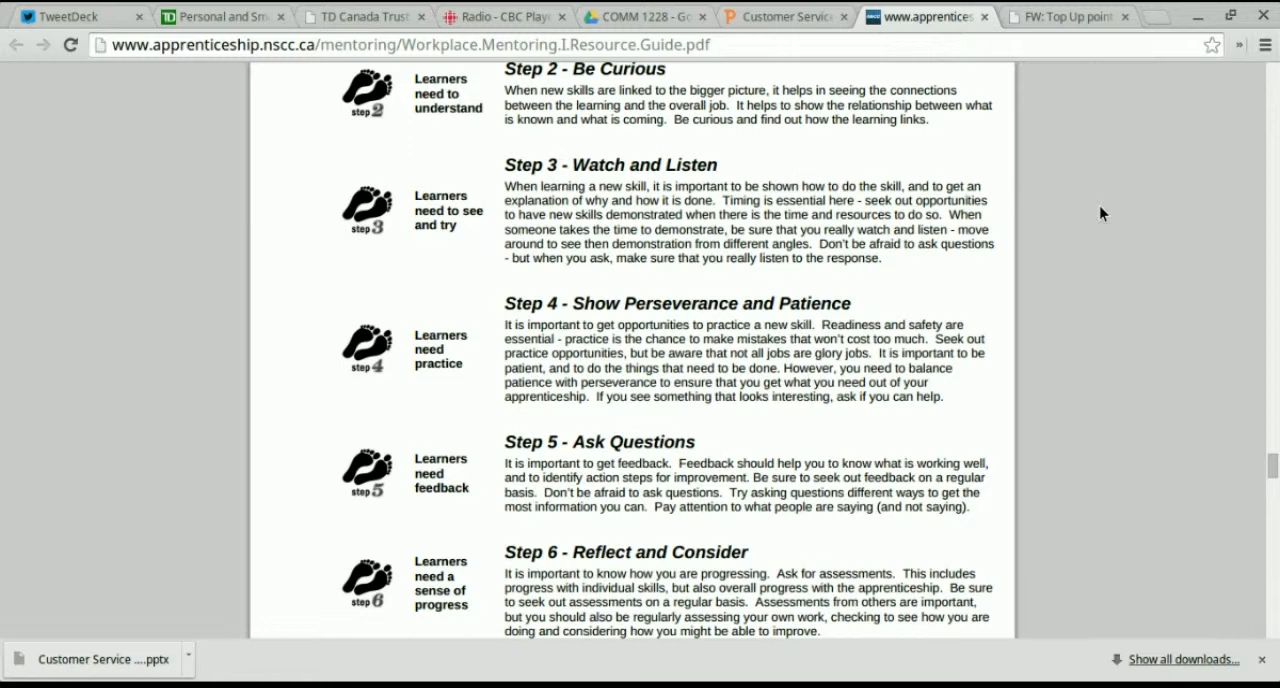 TweetDeck
Personal and Sm
TD Canada Trust
Radio - CBC Playe
COMM 1228 - Go
Customer Service
www.apprentices
FW: Top Up point
www.apprenticeship.nscc.ca/mentoring/Workplace.Mentoring.I.Resource.Guide.pdf
step 2
Learners
need to
understand
Step 2 - Be Curious
When new skills are linked to the bigger picture, it helps in seeing the connections
between the learning and the overall job. It helps to show the relationship between what
is known and what is coming. Be curious and find out how the learning links.
step 3
Learners
need to see
and try
Step 3 - Watch and Listen
When learning a new skill, it is important to be shown how to do the skill, and to get an
explanation of why and how it is done. Timing is essential here - seek out opportunities
to have new skills demonstrated when there is the time and resources to do so. When
someone takes the time to demonstrate, be sure that you really watch and listen - move
around to see then demonstration from different angles. Don't be afraid to ask questions
- but when you ask, make sure that you really listen to the response.
step 4
Learners
need
practice
Step 4 - Show Perseverance and Patience
It is important to get opportunities to practice a new skill. Readiness and safety are
essential - practice is the chance to make mistakes that won't cost too much. Seek out
practice opportunities, but be aware that not all jobs are glory jobs. It is important to be
patient, and to do the things that need to be done. However, you need to balance
patience with perseverance to ensure that you get what you need out of your
apprenticeship. If you see something that looks interesting, ask if you can help.
step 5
Learners
need
feedback
Step 5 - Ask Questions
It is important to get feedback. Feedback should help you to know what is working well,
and to identify action steps for improvement. Be sure to seek out feedback on a regular
basis. Don't be afraid to ask questions. Try asking questions different ways to get the
most information you can. Pay attention to what people are saying (and not saying).
step 6
Learners
need a
sense of
progress
Step 6 - Reflect and Consider
It is important to know how you are progressing. Ask for assessments. This includes
progress with individual skills, but also overall progress with the apprenticeship. Be sure
to seek out assessments on a regular basis. Assessments from others are important,
but you should also be regularly assessing your own work, checking to see how you are
doing and considering how you might be able to improve.
Customer Service ....pptx
Show all downloads...